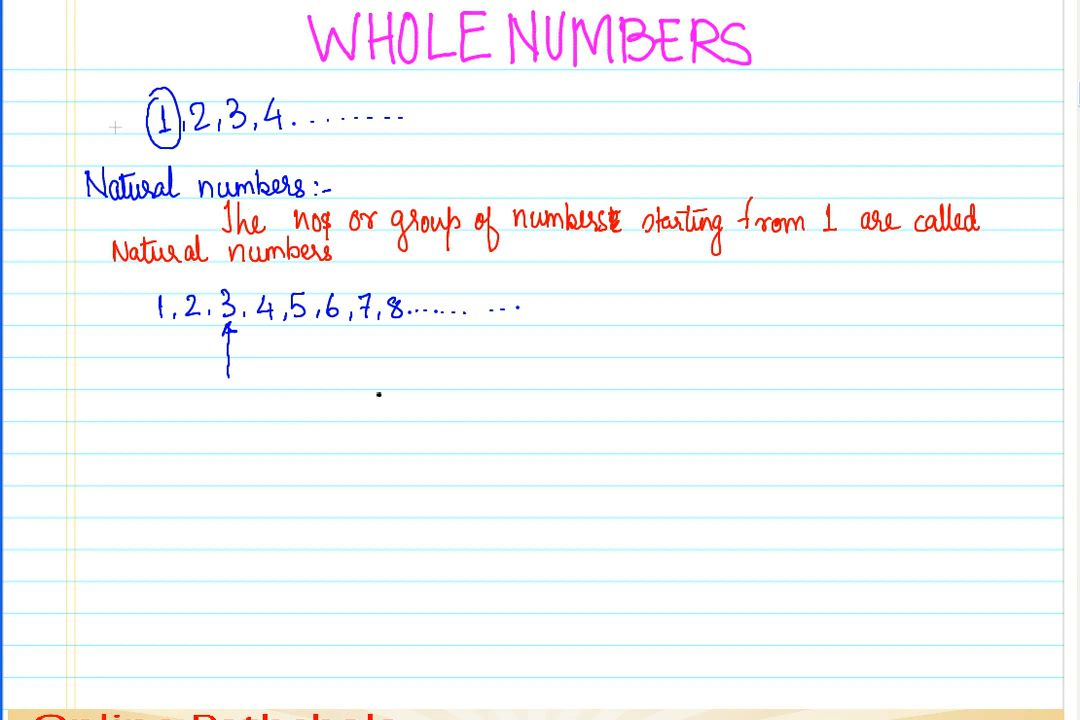 WHOLE NUMBERS
1, 2, 3, 4 . . . . . . . . .
Natural numbers :-
The nos or group of numbers starting from 1 are called
Natural numbers
1, 2, 3, 4, 5, 6, 7, 8 . . . . . . . . . .